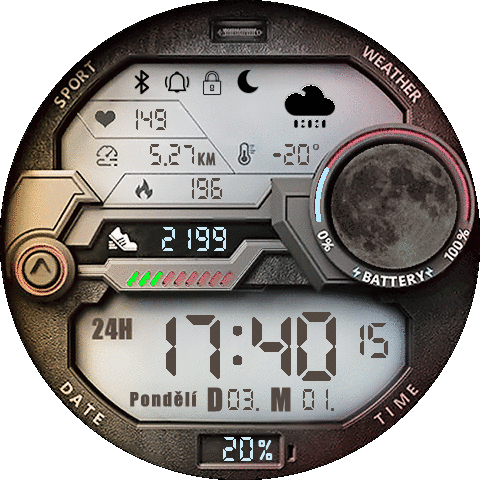 SPORT
WEATHER
149
5,27KM -20°
196
2199
0% 100%
BATTERY
24H 17:40 15
Pondělí D03. M 01.
DATE
TIME
20%